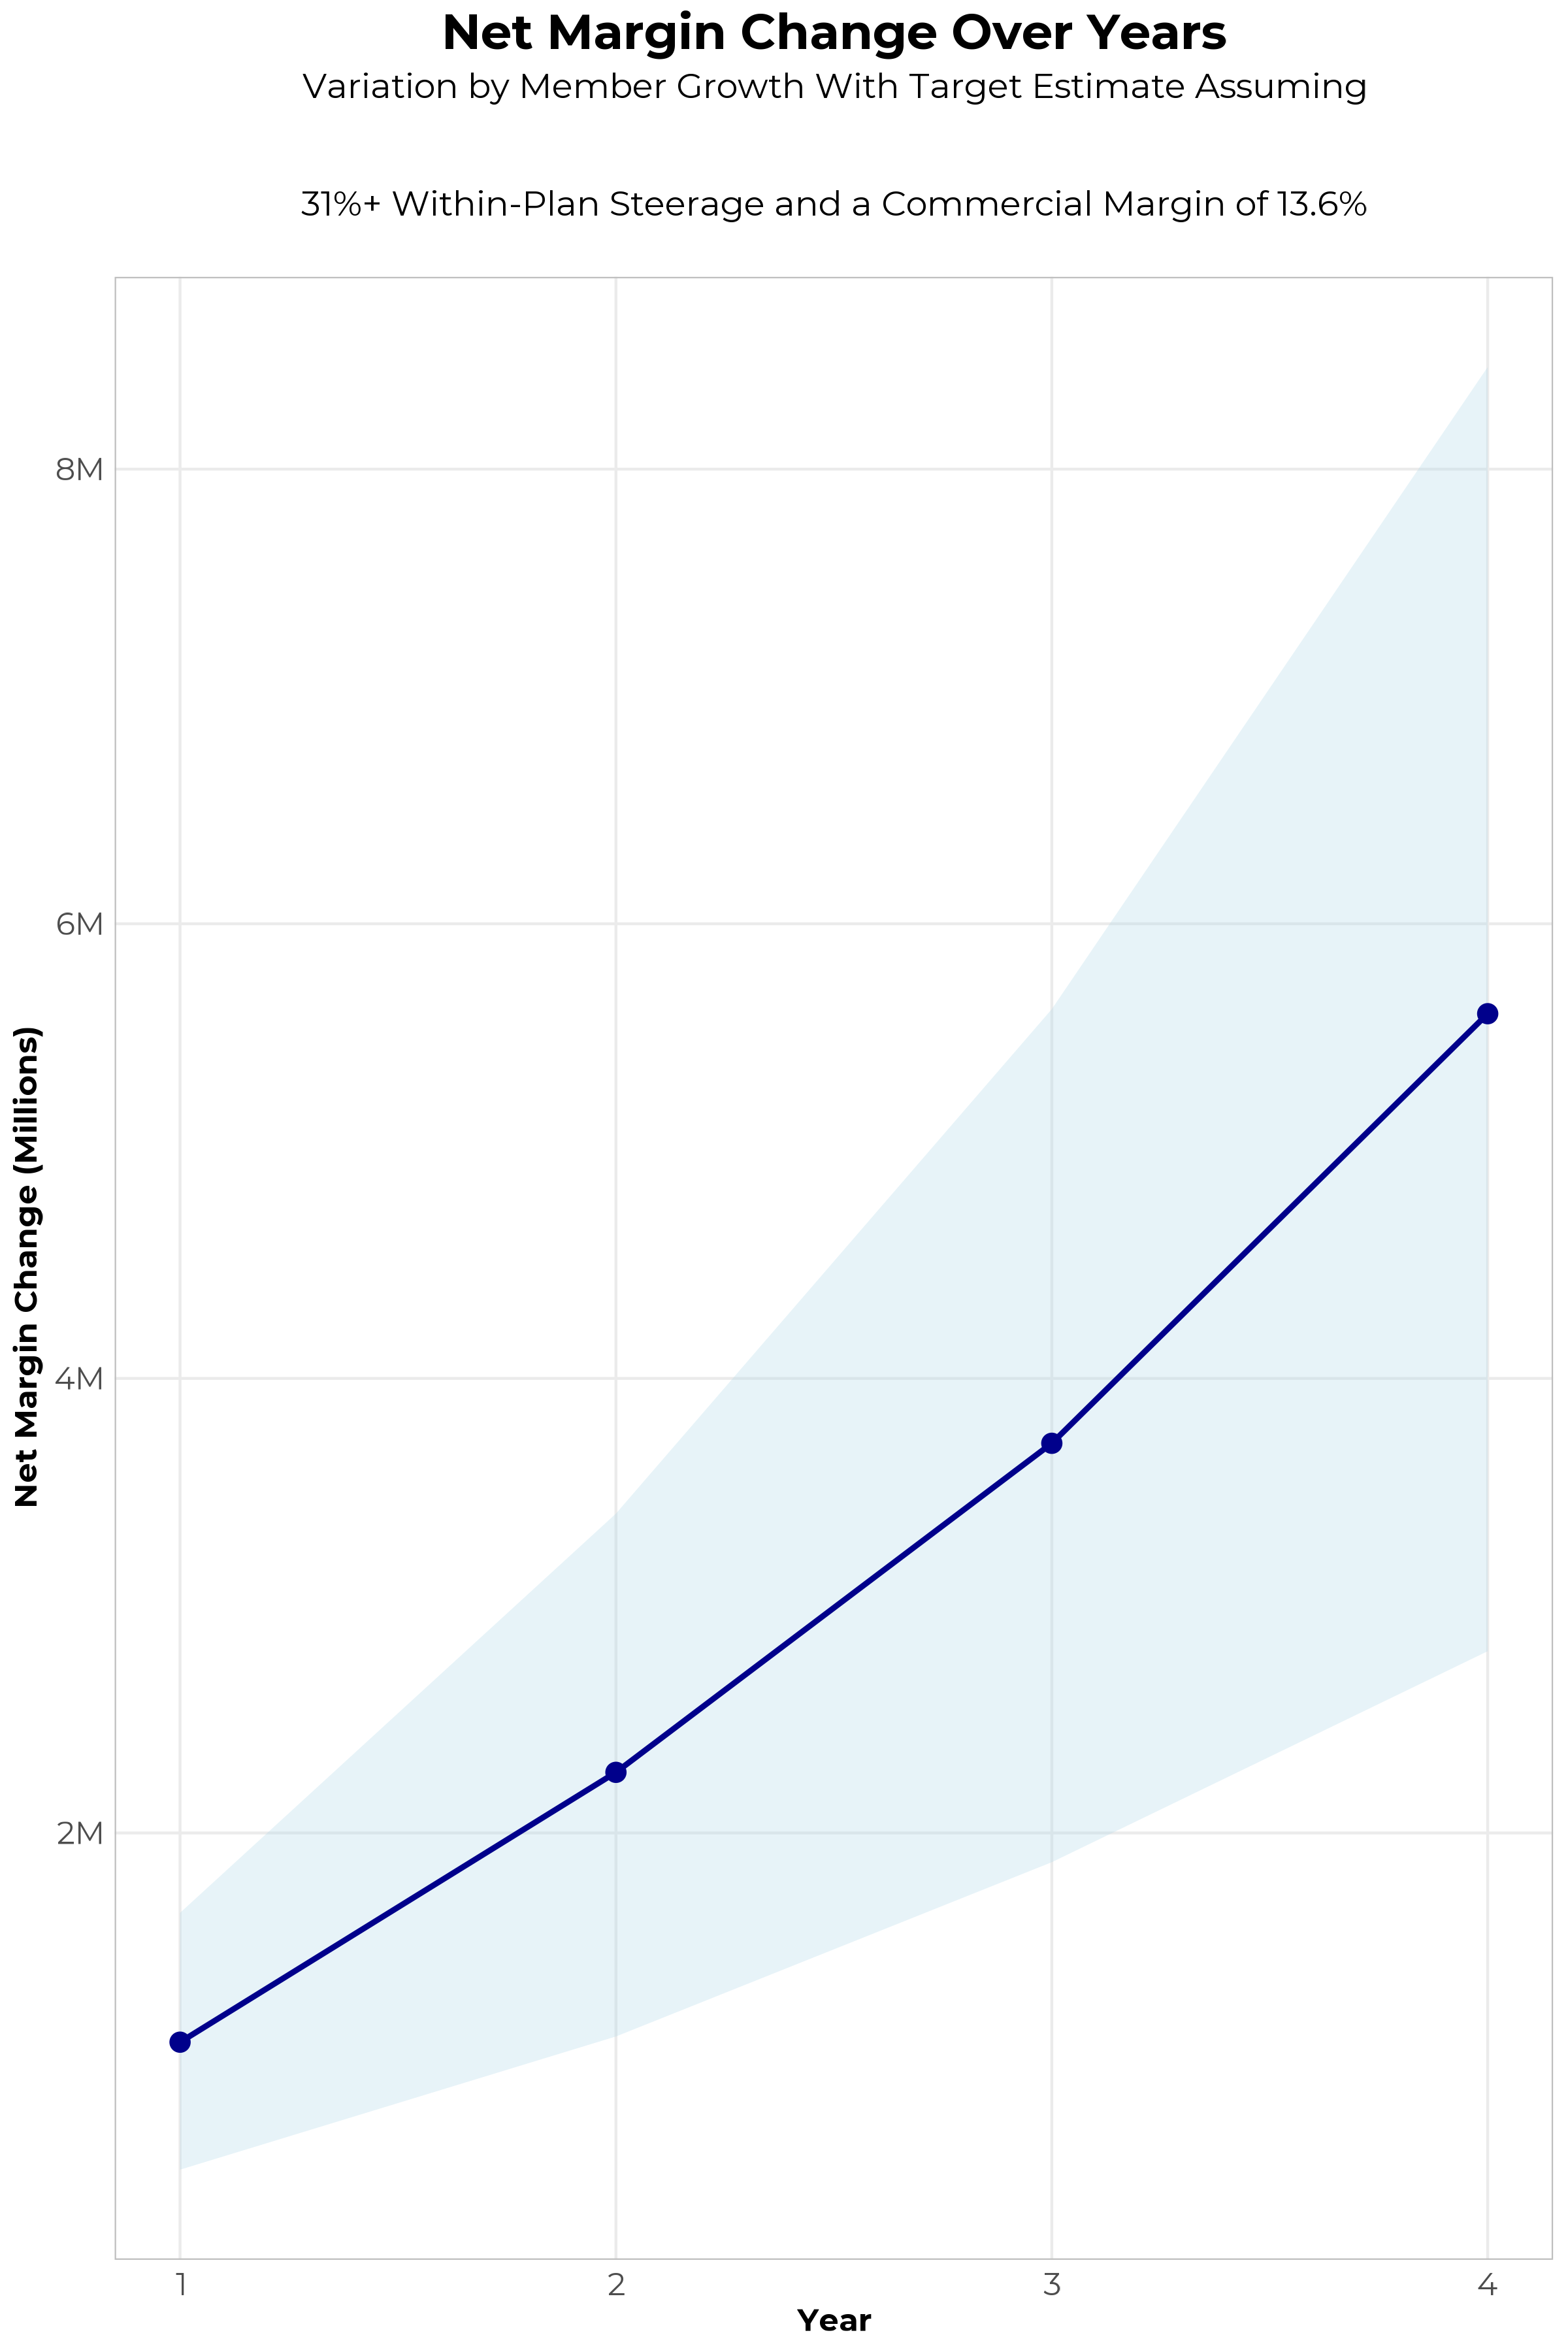 Net Margin Change Over Years
Variation by Member Growth With Target Estimate Assuming
31%+ Within-Plan Steerage and a Commercial Margin of 13.6%
Net Margin Change (Millions)
8M
6M
4M
2M
1
2
3
4
Year